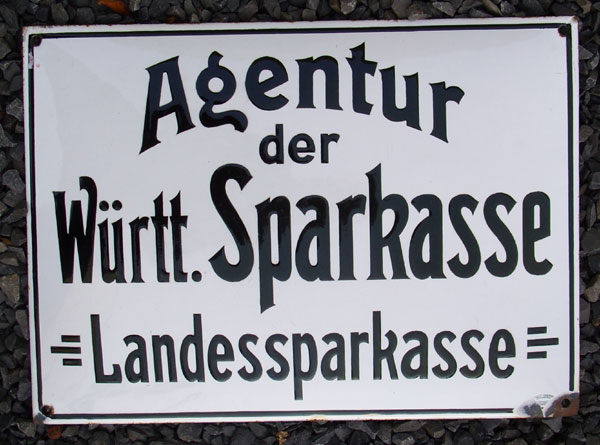 Agentur
der
Württ. Sparkasse
Landessparkasse